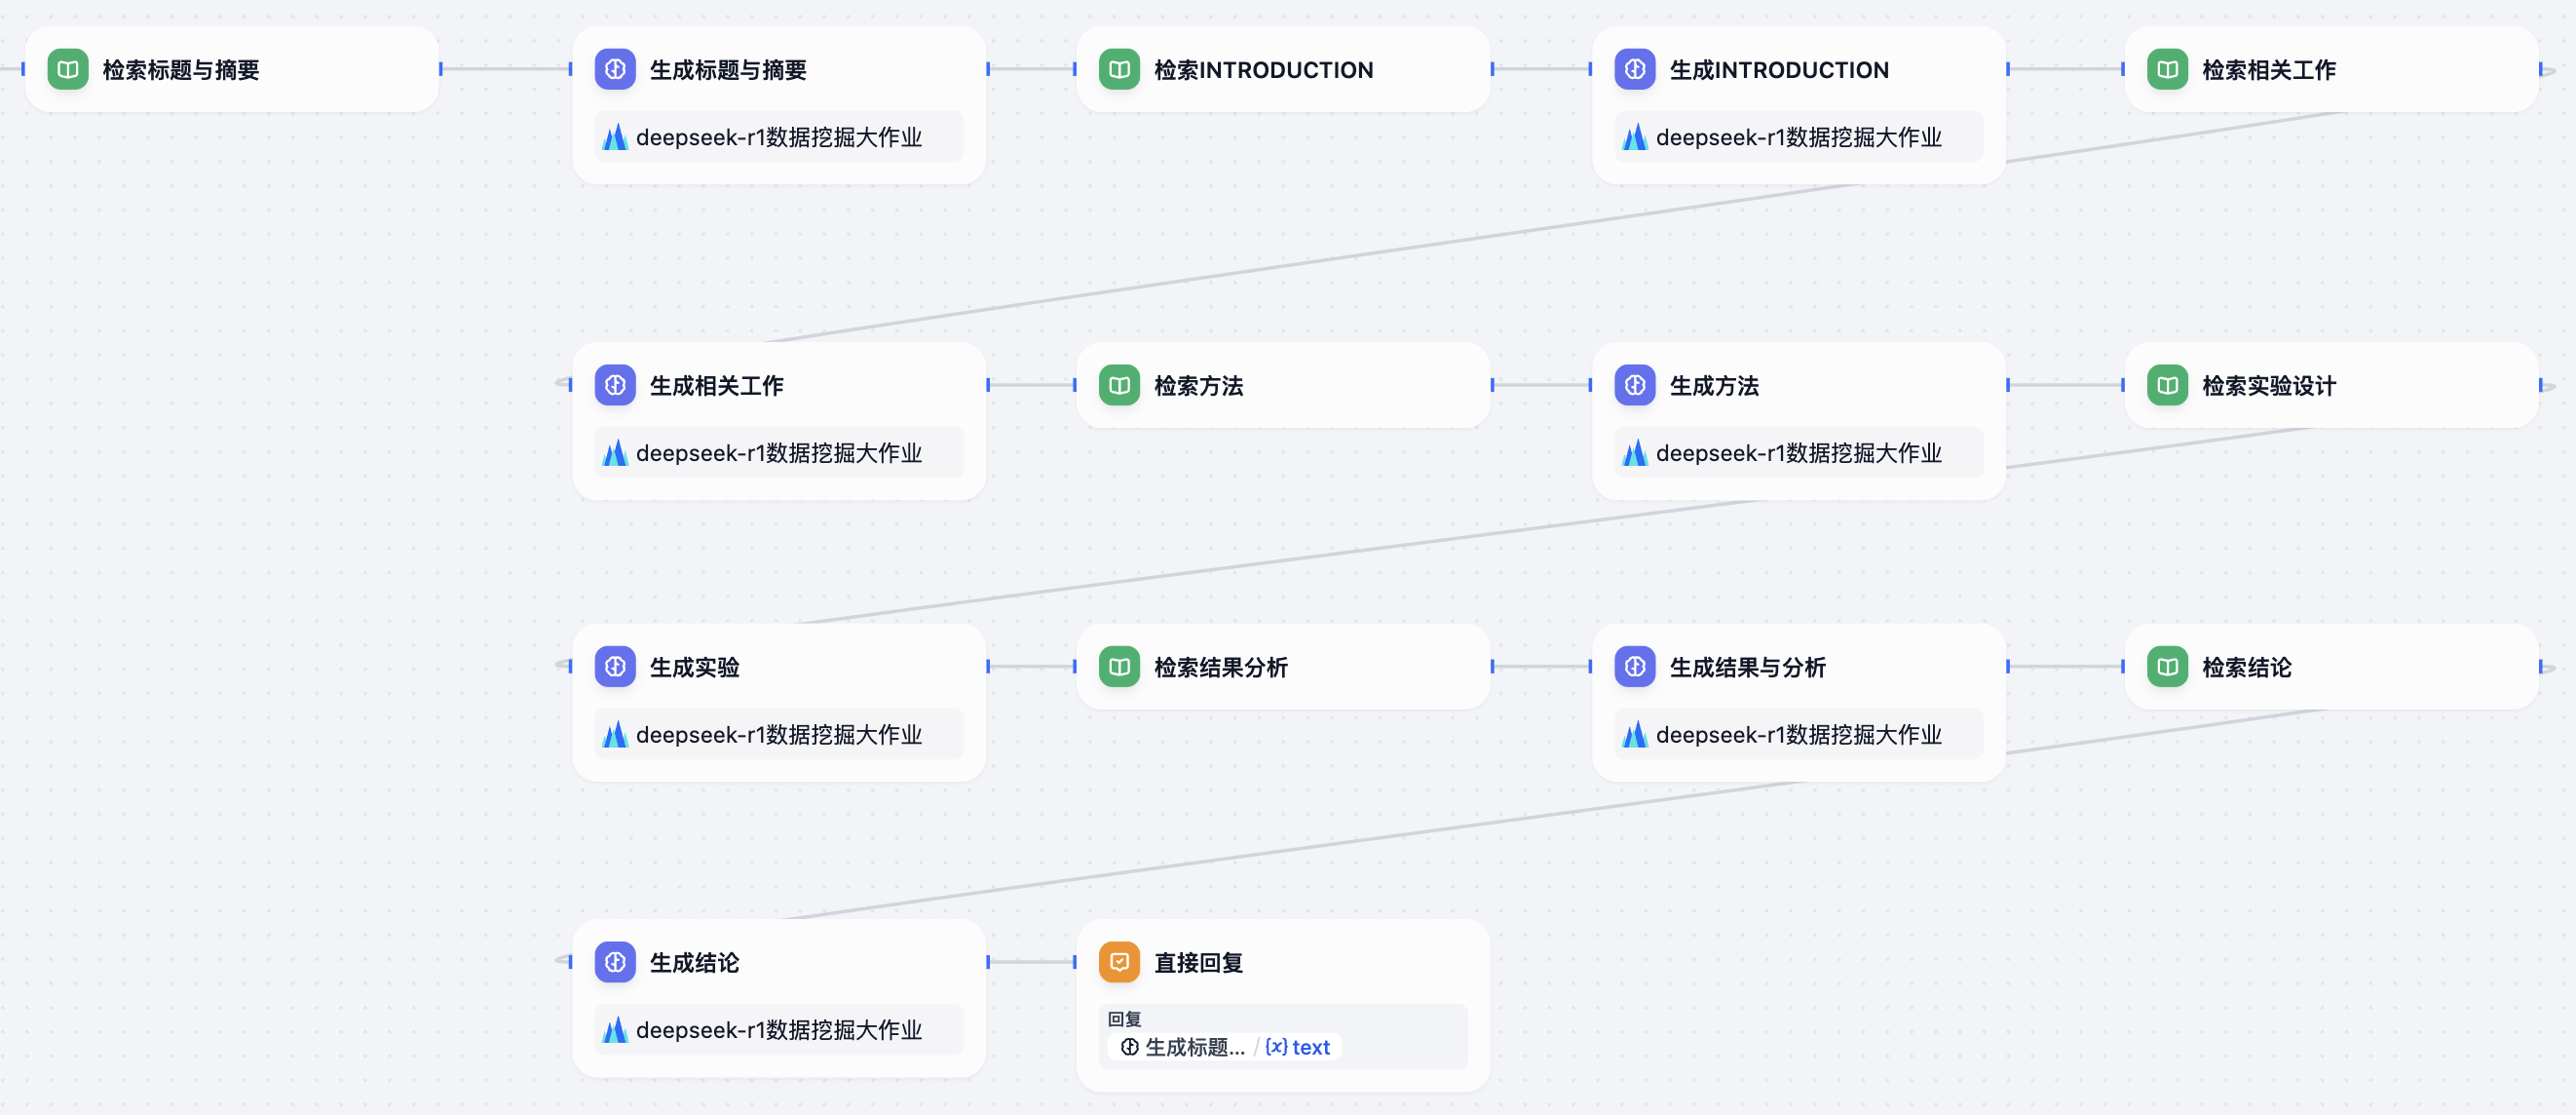 检索标题与摘要
生成标题与摘要
deepseek-r1数据挖掘大作业
检索INTRODUCTION
生成INTRODUCTION
deepseek-r1数据挖掘大作业
检索相关工作
生成相关工作
deepseek-r1数据挖掘大作业
检索方法
生成方法
deepseek-r1数据挖掘大作业
检索实验设计
生成实验
deepseek-r1数据挖掘大作业
检索结果分析
生成结果与分析
deepseek-r1数据挖掘大作业
检索结论
生成结论
deepseek-r1数据挖掘大作业
直接回复
回复
生成标题... / {x} text